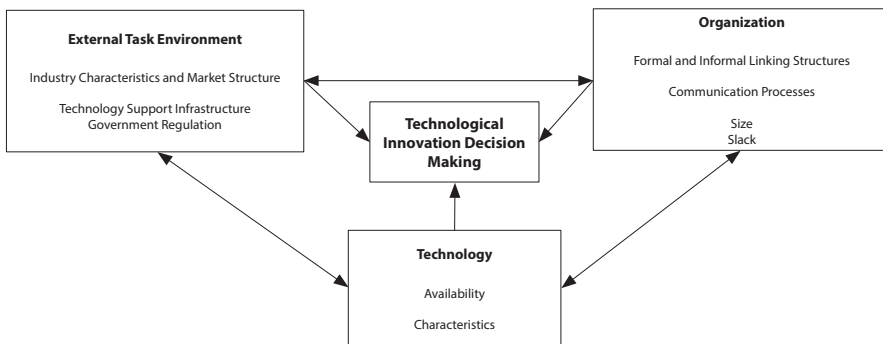 External Task Environment
Industry Characteristics and Market Structure
Technology Support Infrastructure
Government Regulation
Organization
Formal and Informal Linking Structures
Communication Processes
Size
Slack
Technological
Innovation Decision
Making
Technology
Availability
Characteristics